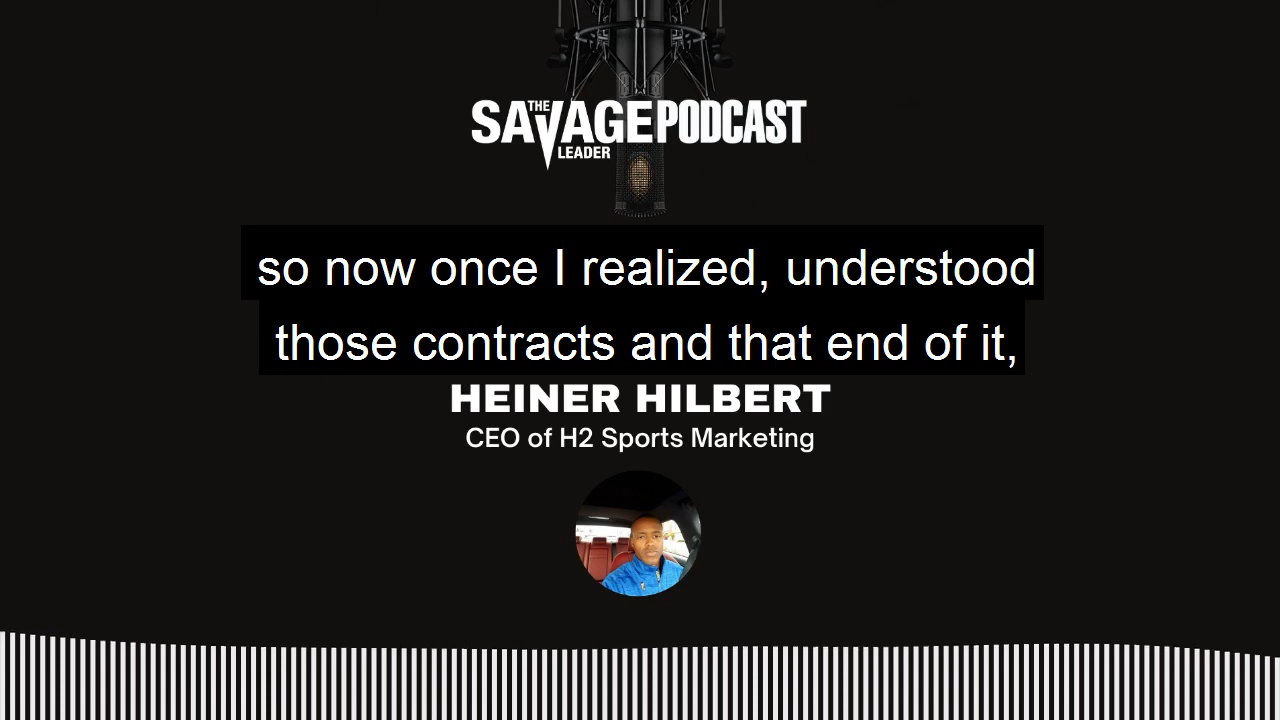 THE
SAVAGE PODCAST
LEADER
so now once I realized, understood
those contracts and that end of it,
HEINER HILBERT
CEO of H2 Sports Marketing